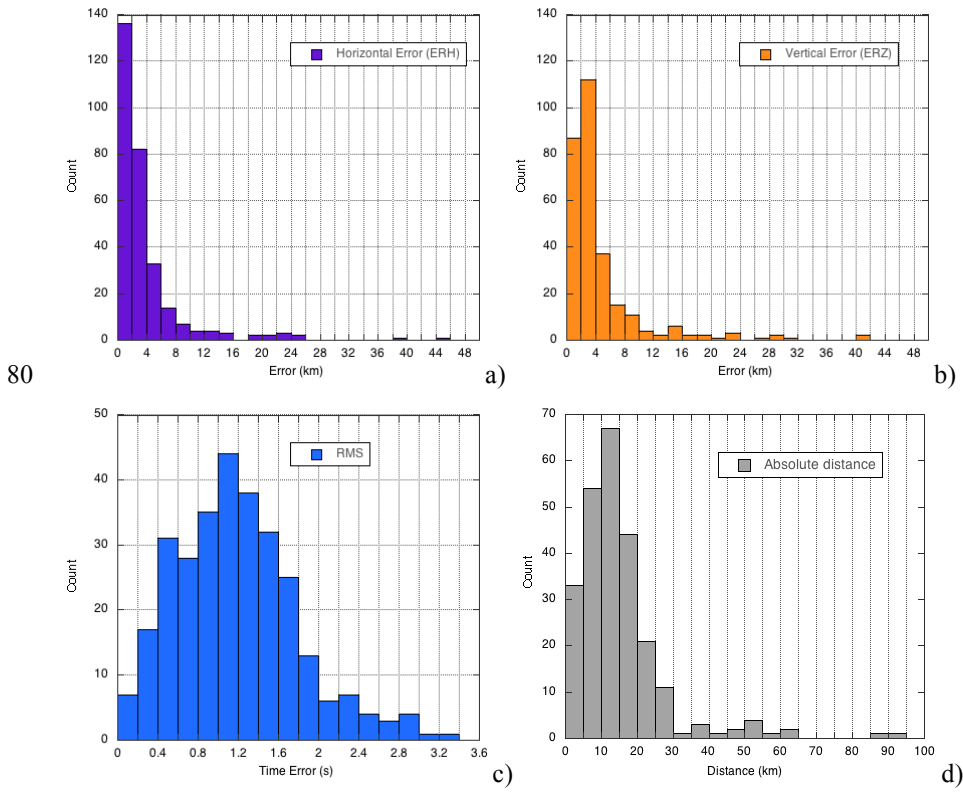 140
120
100
80
60
40
20
0
Count
Horizontal Error (ERH)
0 4 8 12 16 20 24 28 32 36 40 44 48
Error (km)
a)
140
120
100
80
60
40
20
0
Count
Vertical Error (ERZ)
0 4 8 12 16 20 24 28 32 36 40 44 48
Error (km)
b)
80
50
40
30
20
10
0
Count
RMS
0 0.4 0.8 1.2 1.6 2 2.4 2.8 3.2 3.6
Time Error (s)
c)
70
60
50
40
30
20
10
0
Count
Absolute distance
0 10 20 30 40 50 60 70 80 90 100
Distance (km)
d)